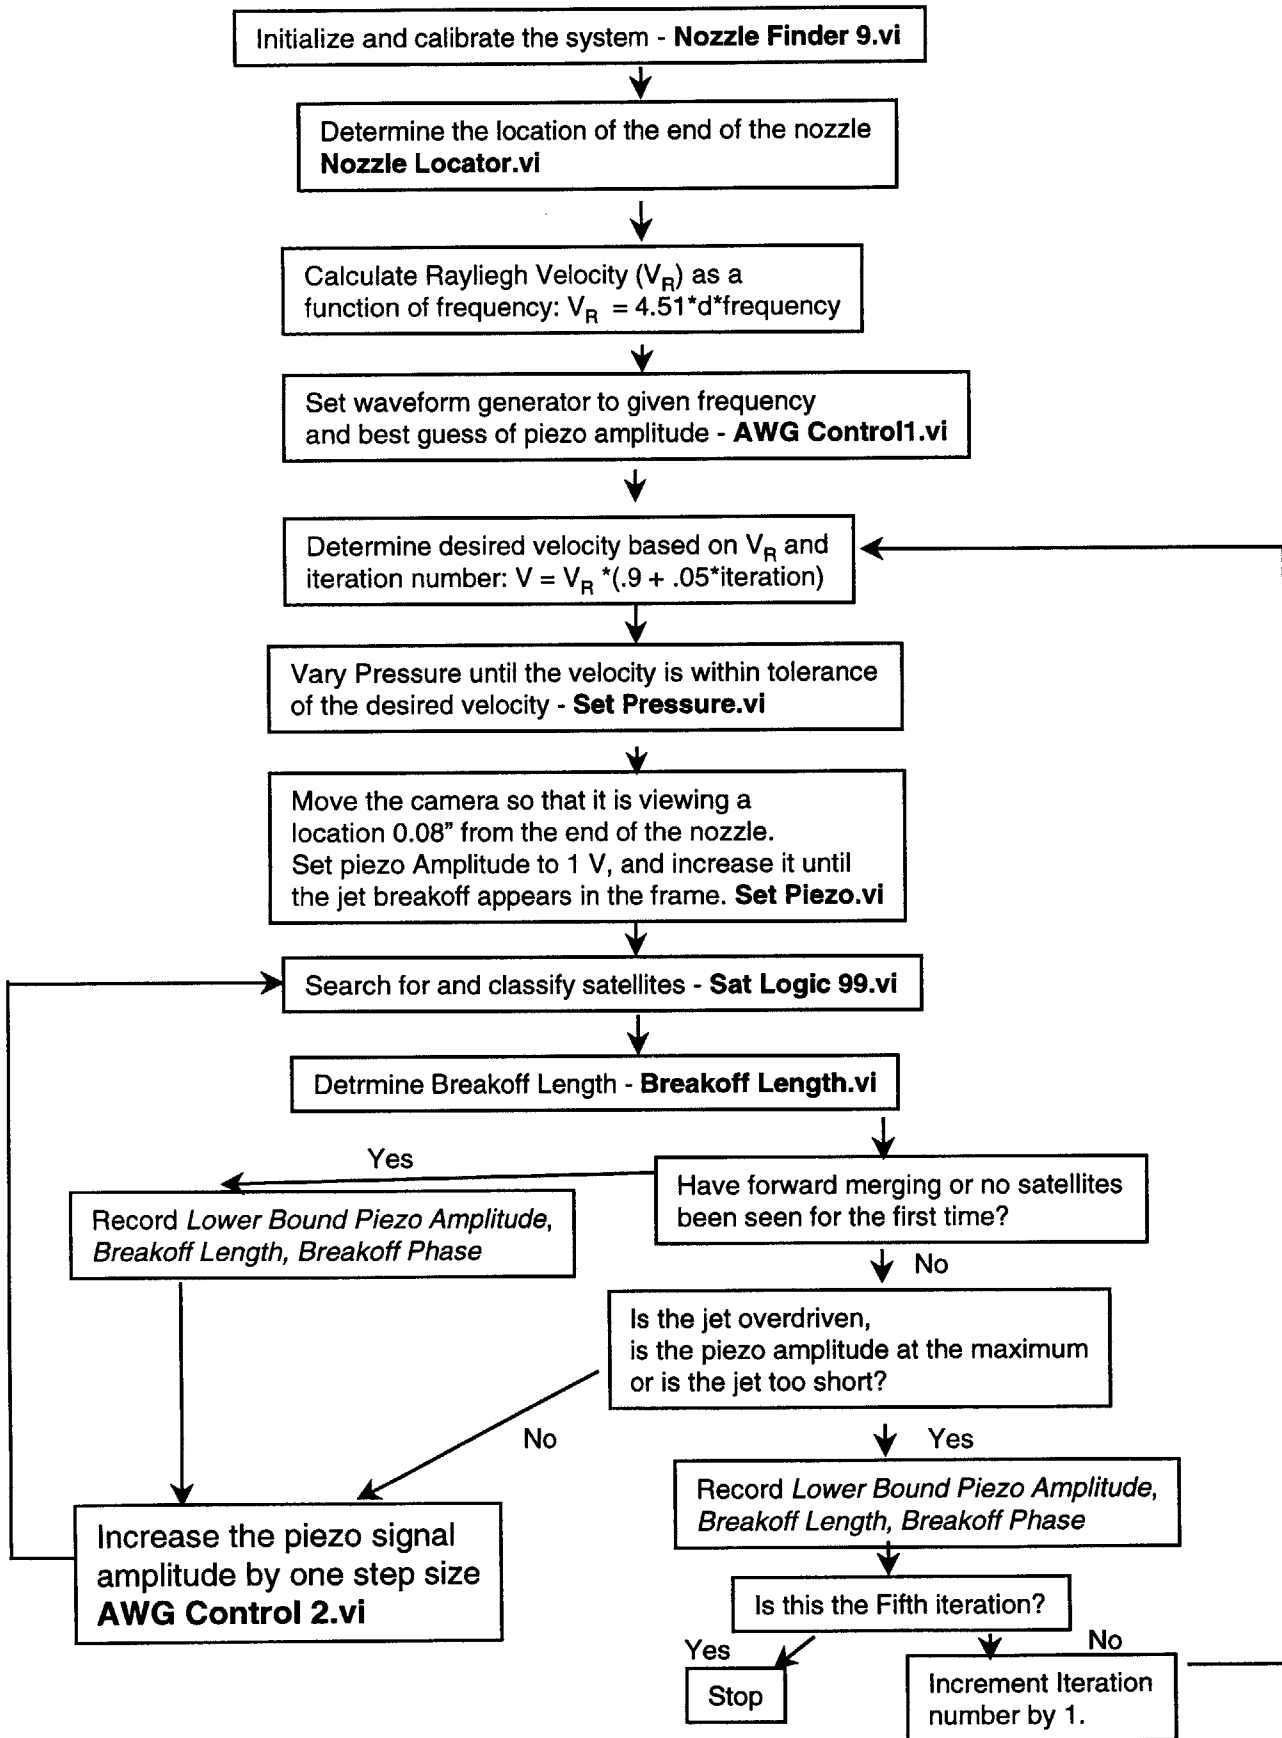 Initialize and calibrate the system - Nozzle Finder 9.vi
Determine the location of the end of the nozzle
Nozzle Locator.vi
Calculate Rayliegh Velocity (VR) as a
function of frequency: VR = 4.51*d*frequency
Set waveform generator to given frequency
and best guess of piezo amplitude - AWG Control1.vi
Determine desired velocity based on VR and
iteration number: V = VR *(.9 + .05*iteration)
Vary Pressure until the velocity is within tolerance
of the desired velocity - Set Pressure.vi
Move the camera so that it is viewing a
location 0.08” from the end of the nozzle.
Set piezo Amplitude to 1 V, and increase it until
the jet breakoff appears in the frame. Set Piezo.vi
Search for and classify satellites - Sat Logic 99.vi
Detrmine Breakoff Length - Breakoff Length.vi
Yes
Have forward merging or no satellites
been seen for the first time?
Record Lower Bound Piezo Amplitude,
Breakoff Length, Breakoff Phase
No
Is the jet overdriven,
is the piezo amplitude at the maximum
or is the jet too short?
No
Yes
Record Lower Bound Piezo Amplitude,
Breakoff Length, Breakoff Phase
Increase the piezo signal
amplitude by one step size
AWG Control 2.vi
Is this the Fifth iteration?
Yes
No
Stop
Increment Iteration
number by 1.